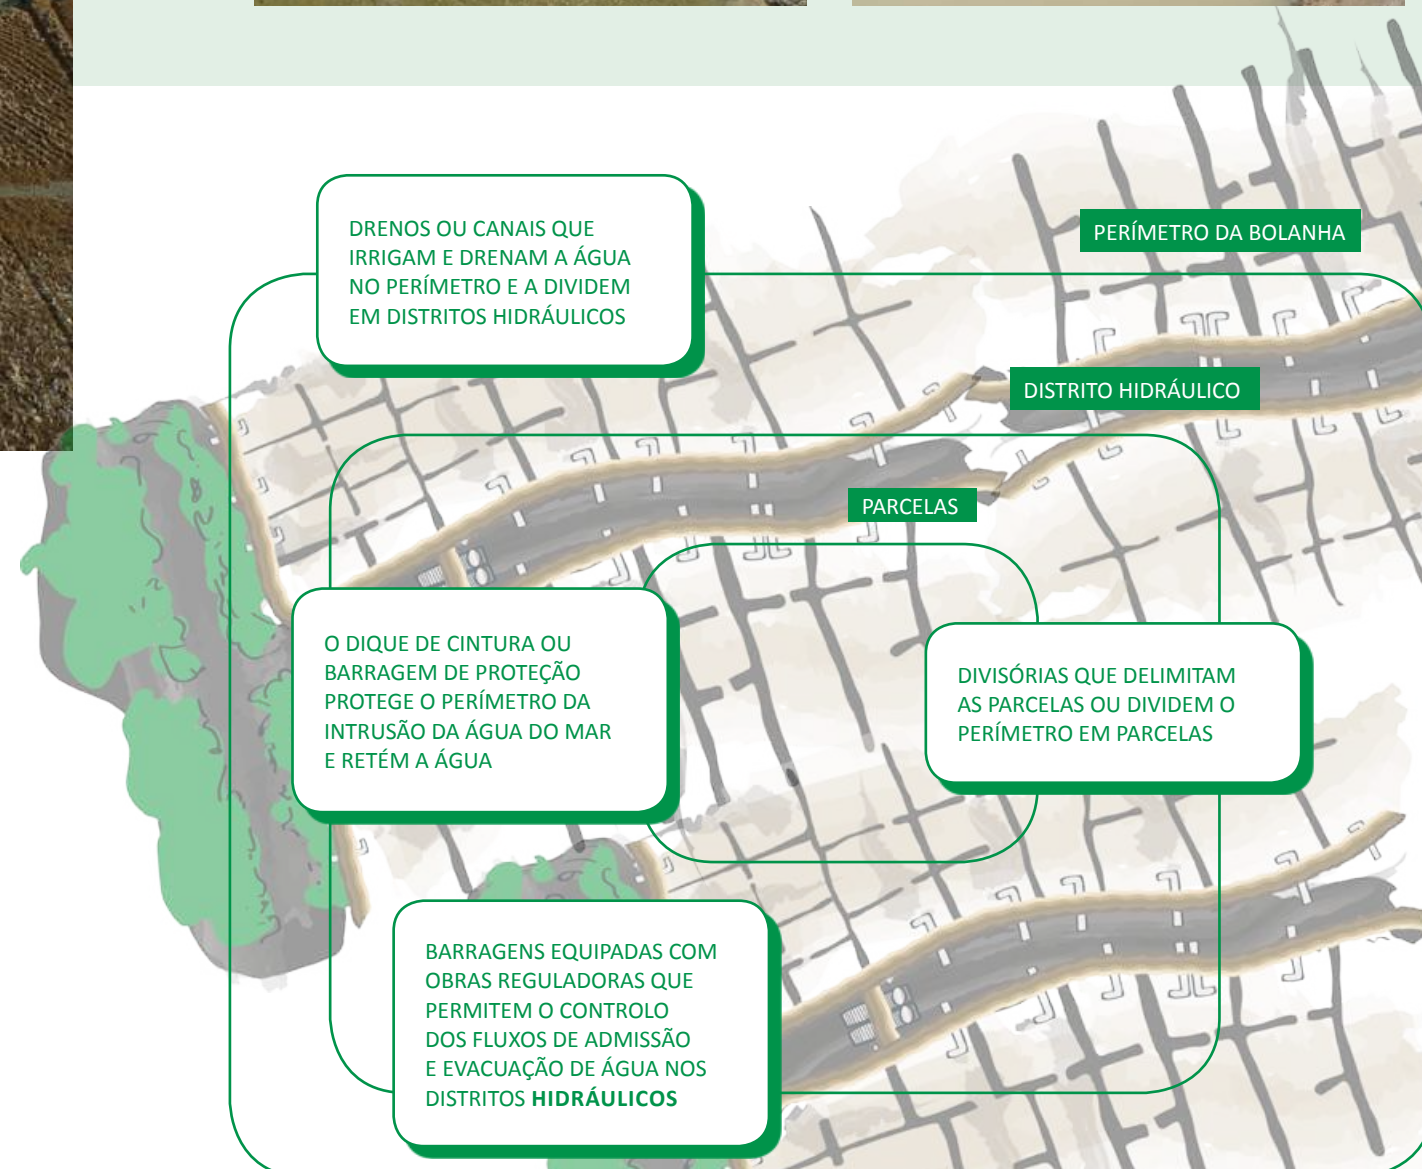 DRENOS OU CANAIS QUE
IRRIGAM E DRENAM A ÁGUA
NO PERÍMETRO E A DIVIDEM
EM DISTRITOS HIDRÁULICOS
PERÍMETRO DA BOLANHA
DISTRITO HIDRÁULICO
PARCELAS
O DIQUE DE CINTURA OU
BARRAGEM DE PROTEÇÃO
PROTEGE O PERÍMETRO DA
INTRUSÃO DA ÁGUA DO MAR
E RETÉM A ÁGUA
DIVISÓRIAS QUE DELIMITAM
AS PARCELAS OU DIVIDEM O
PERÍMETRO EM PARCELAS
BARRAGENS EQUIPADAS COM
OBRAS REGULADORAS QUE
PERMITEM O CONTROLO
DOS FLUXOS DE ADMISSÃO
E EVACUAÇÃO DE ÁGUA NOS
DISTRITOS HIDRÁULICOS